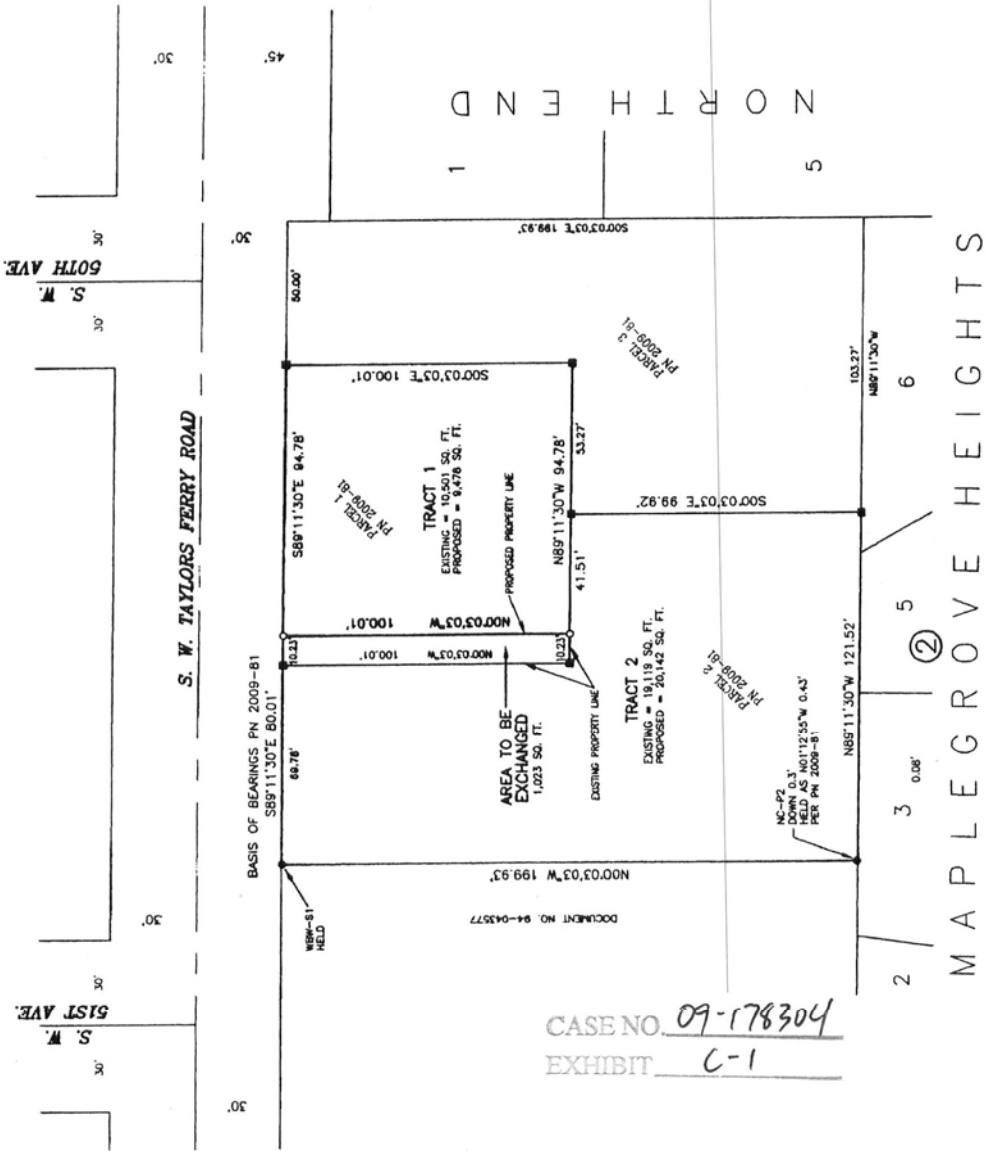 30'
45'
S. W.
50TH AVE.
30'
30'
30'
S. W. TAYLORS FERRY ROAD
NORTH END
1
5
BASIS OF BEARINGS PN 2009-81
S89°11'30"E 80.01'
69.78'
10.23'
S89°11'30"E 94.78'
50.00'
S00°03'03"E 199.93'
PARCEL 1
PN 2009-81
TRACT 1
EXISTING = 10,501 SQ. FT.
PROPOSED = 9,478 SQ. FT.
S00°03'03"E 100.01'
N00°03'03"W 100.01'
N00°03'03"W 100.01'
PROPOSED PROPERTY LINE
AREA TO BE
EXCHANGED
1,023 SQ. FT.
10.23'
N89°11'30"W 94.78'
41.51'
53.27'
EXISTING PROPERTY LINE
PARCEL 3
PN 2009-81
TRACT 2
EXISTING = 19,119 SQ. FT.
PROPOSED = 20,142 SQ. FT.
PARCEL 2
PN 2009-81
S00°03'03"E 99.92'
N89°11'30"W 121.52'
103.27'
N89°11'30"W
N00°03'03"W 199.93'
DOCUMENT NO. 94-043577
WBW-S1
HELD
NC-P2
DOWN 0.3'
HELD AS N01°12'55"W 0.43'
PER PN 2009-81
30'
S. W.
51ST AVE.
30'
30'
30'
2
3
0.08'
5
6
②
MAPLEGROVE HEIGHTS
CASE NO. 09-178304
EXHIBIT C-1